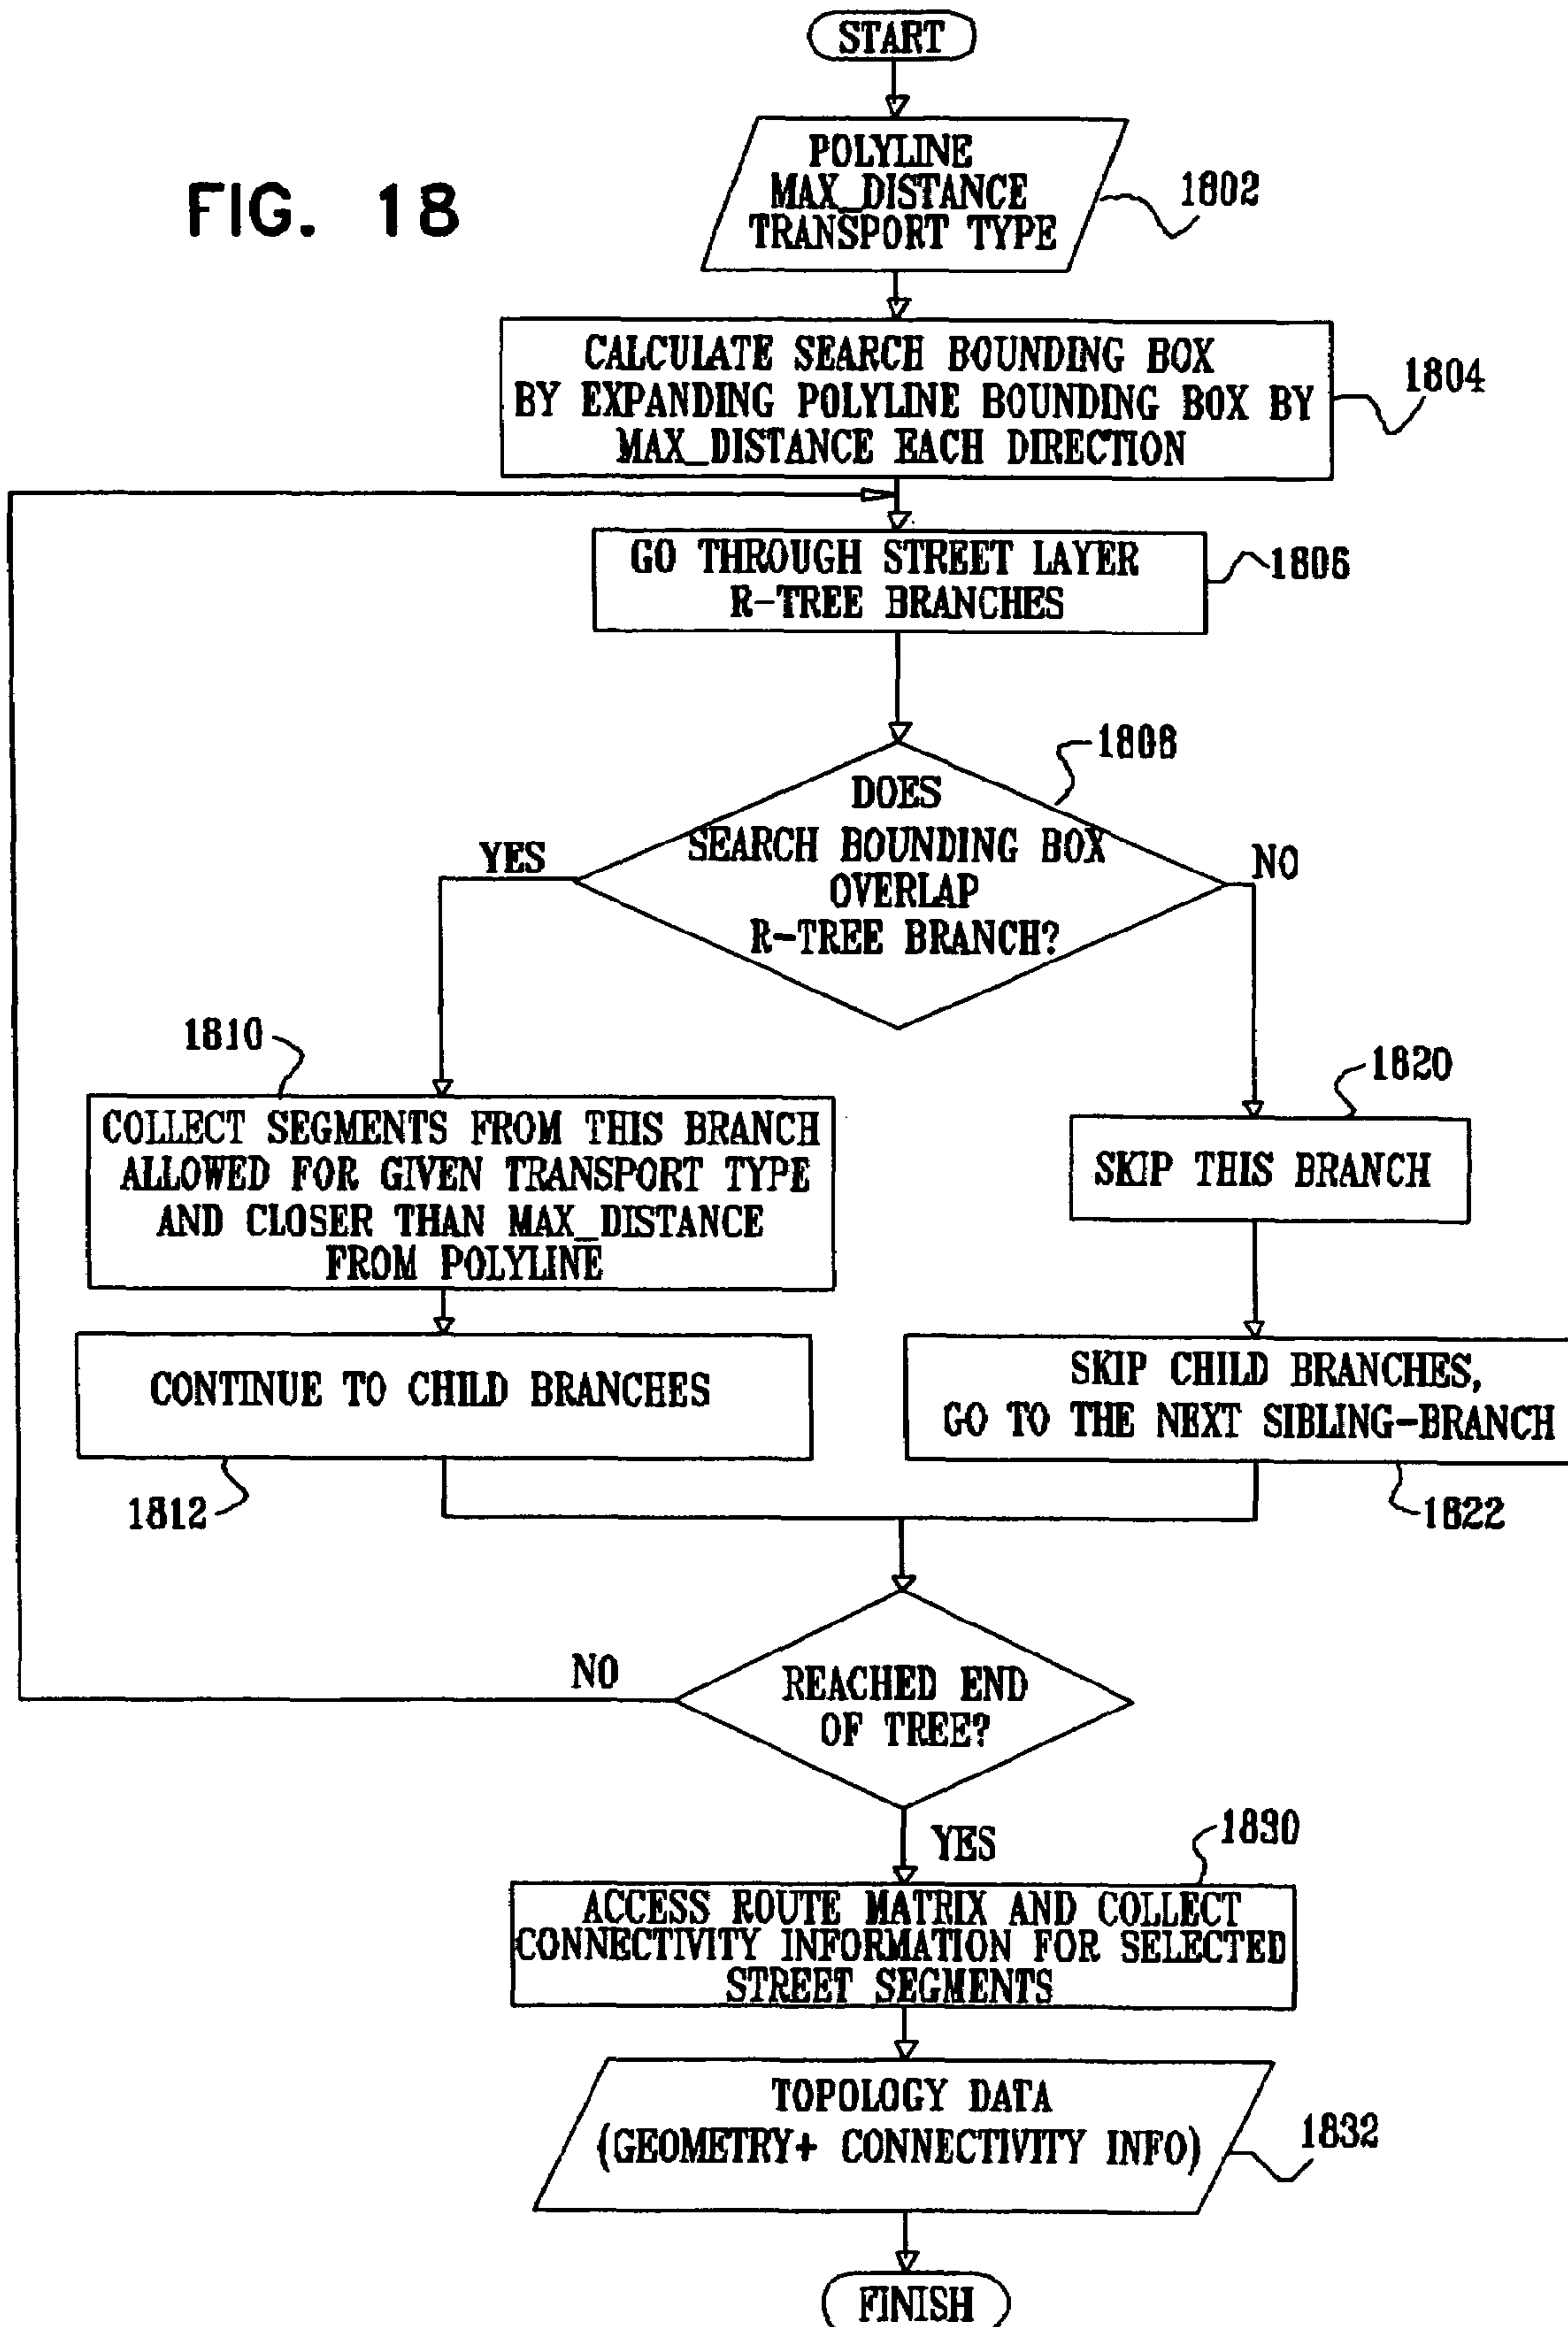 START
FIG. 18
POLYLINE
MAX_DISTANCE
TRANSPORT TYPE
1802
CALCULATE SEARCH BOUNDING BOX
BY EXPANDING POLYLINE BOUNDING BOX BY
MAX_DISTANCE EACH DIRECTION
1804
GO THROUGH STREET LAYER
R-TREE BRANCHES
1806
1808
DOES
SEARCH BOUNDING BOX
OVERLAP
R-TREE BRANCH?
YES
NO
1810
COLLECT SEGMENTS FROM THIS BRANCH
ALLOWED FOR GIVEN TRANSPORT TYPE
AND CLOSER THAN MAX_DISTANCE
FROM POLYLINE
1820
SKIP THIS BRANCH
CONTINUE TO CHILD BRANCHES
1812
SKIP CHILD BRANCHES,
GO TO THE NEXT SIBLING-BRANCH
1822
REACHED END
OF TREE?
NO
YES
1830
ACCESS ROUTE MATRIX AND COLLECT
CONNECTIVITY INFORMATION FOR SELECTED
STREET SEGMENTS
TOPOLOGY DATA
(GEOMETRY+ CONNECTIVITY INFO)
1832
FINISH